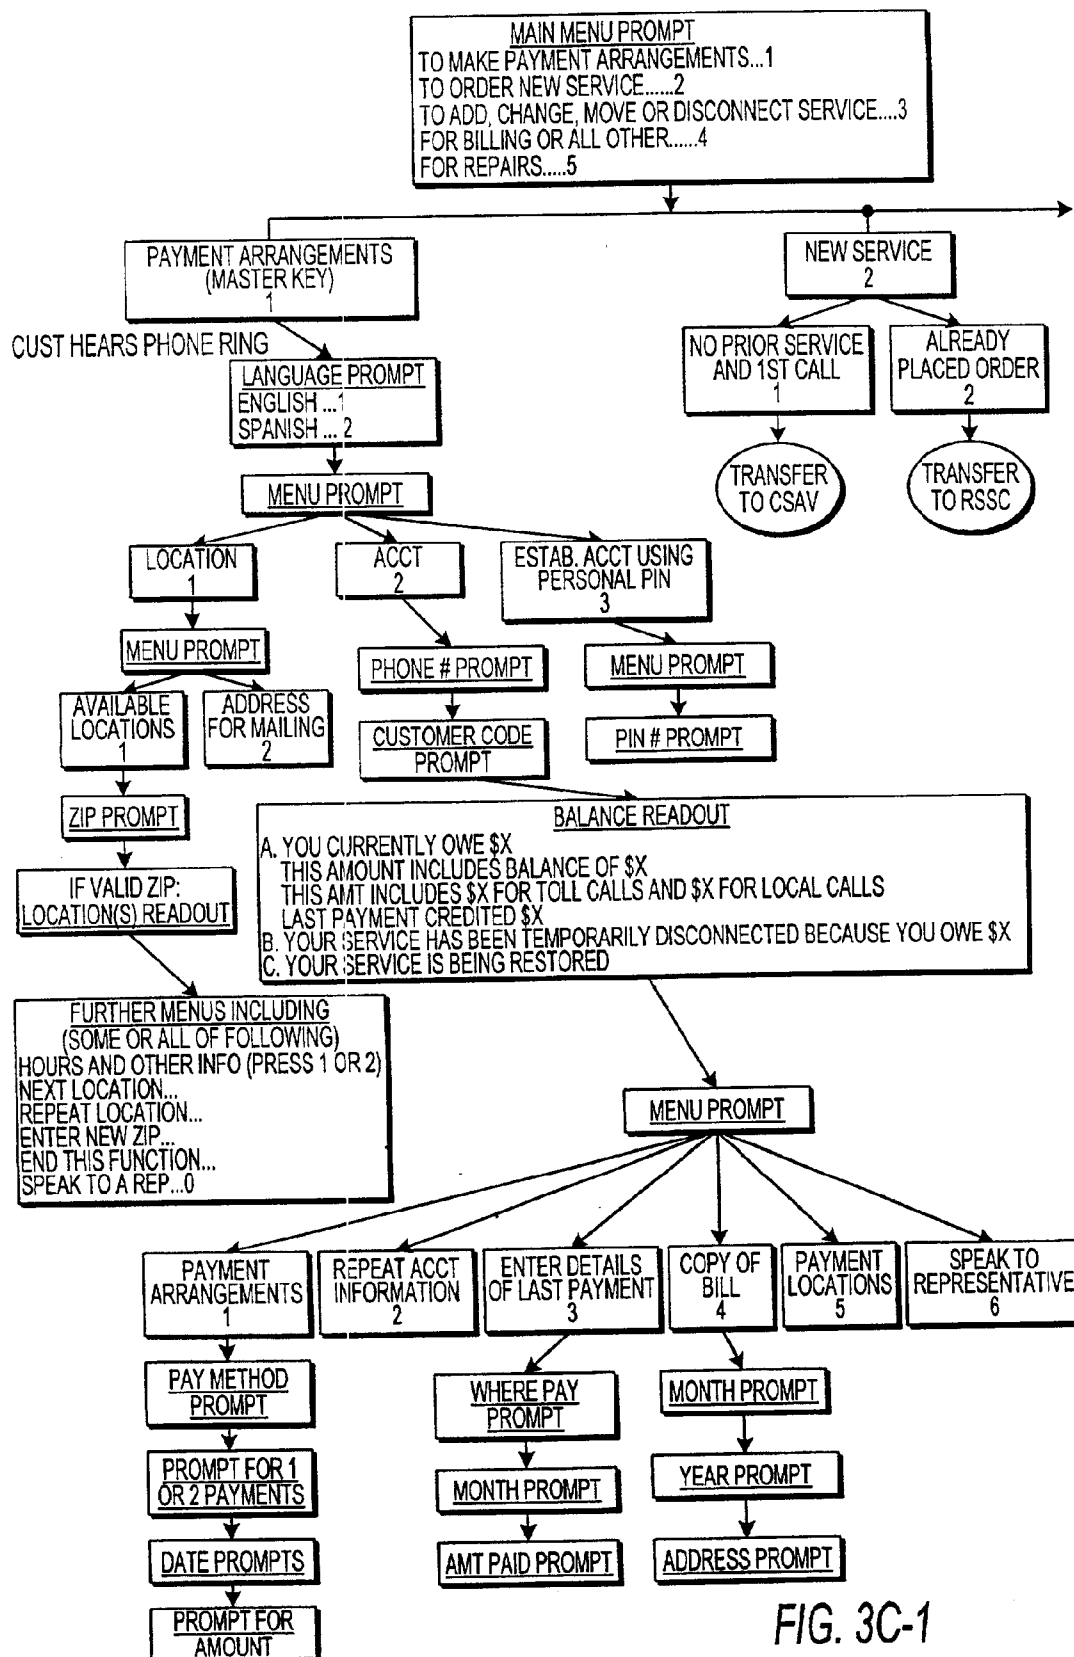 MAIN MENU PROMPT
TO MAKE PAYMENT ARRANGEMENTS...1
TO ORDER NEW SERVICE......2
TO ADD, CHANGE, MOVE OR DISCONNECT SERVICE....3
FOR BILLING OR ALL OTHER......4
FOR REPAIRS.....5
PAYMENT ARRANGEMENTS
(MASTER KEY)
1
NEW SERVICE
2
CUST HEARS PHONE RING
LANGUAGE PROMPT
ENGLISH ...1
SPANISH ... 2
NO PRIOR SERVICE
AND 1ST CALL
1
ALREADY
PLACED ORDER
2
MENU PROMPT
TRANSFER
TO CSAV
TRANSFER
TO RSSC
LOCATION
1
ACCT
2
ESTAB. ACCT USING
PERSONAL PIN
3
MENU PROMPT
PHONE # PROMPT
MENU PROMPT
AVAILABLE
LOCATIONS
1
ADDRESS
FOR MAILING
2
CUSTOMER CODE
PROMPT
PIN # PROMPT
ZIP PROMPT
BALANCE READOUT
A. YOU CURRENTLY OWE $X
THIS AMOUNT INCLUDES BALANCE OF $X
THIS AMT INCLUDES $X FOR TOLL CALLS AND $X FOR LOCAL CALLS
LAST PAYMENT CREDITED $X
B. YOUR SERVICE HAS BEEN TEMPORARILY DISCONNECTED BECAUSE YOU OWE $X
C. YOUR SERVICE IS BEING RESTORED
IF VALID ZIP:
LOCATION(S) READOUT
FURTHER MENUS INCLUDING
(SOME OR ALL OF FOLLOWING)
HOURS AND OTHER INFO (PRESS 1 OR 2)
NEXT LOCATION...
REPEAT LOCATION...
ENTER NEW ZIP...
END THIS FUNCTION...
SPEAK TO A REP...0
MENU PROMPT
PAYMENT
ARRANGEMENTS
1
REPEAT ACCT
INFORMATION
2
ENTER DETAILS
OF LAST PAYMENT
3
COPY OF
BILL
4
PAYMENT
LOCATIONS
5
SPEAK TO
REPRESENTATIVE
6
PAY METHOD
PROMPT
WHERE PAY
PROMPT
MONTH PROMPT
PROMPT FOR 1
OR 2 PAYMENTS
MONTH PROMPT
YEAR PROMPT
DATE PROMPTS
AMT PAID PROMPT
ADDRESS PROMPT
PROMPT FOR
AMOUNT
FIG. 3C-1